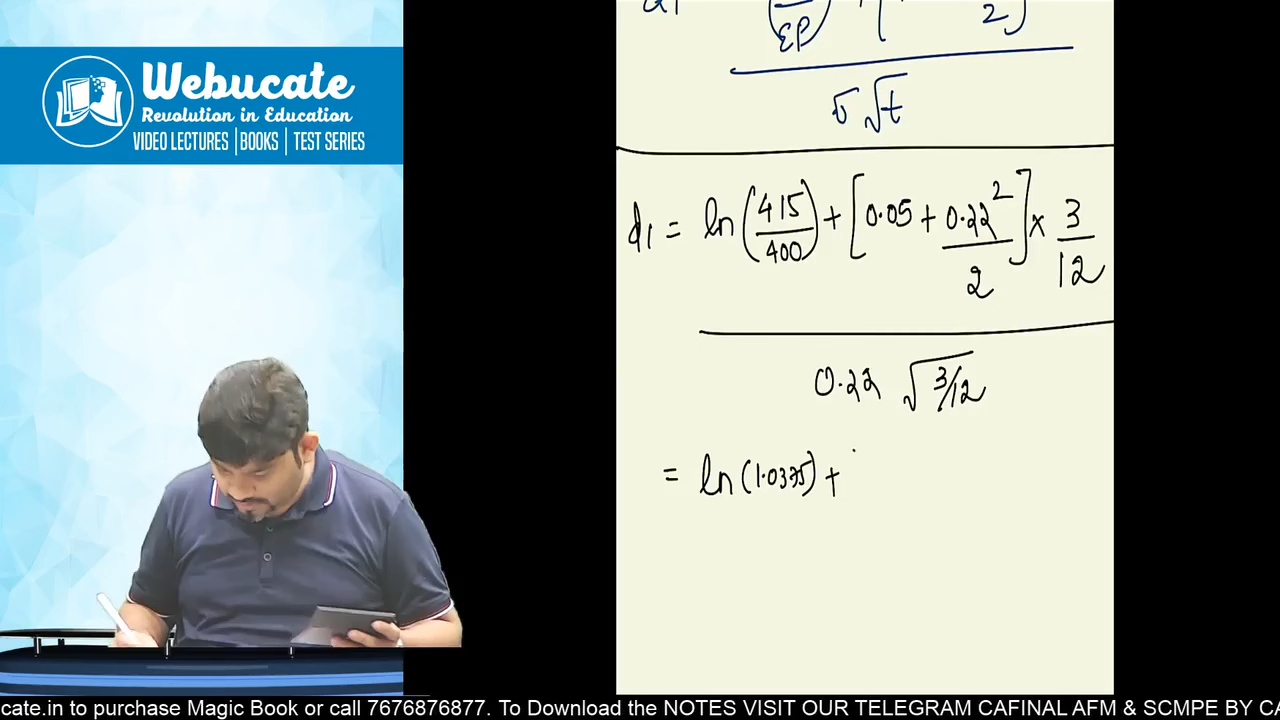 Webucate
Revolution in Education
VIDEO LECTURES | BOOKS | TEST SERIES
EP
2
σ √t
d1 = ln (415/400) + [0.05 + 0.22²/2] × 3/12
0.22 √3/12
= ln (1.0375) +
cate.in to purchase Magic Book or call 7676876877. To Download the NOTES VISIT OUR TELEGRAM CAFINAL AFM & SCMPE BY CA